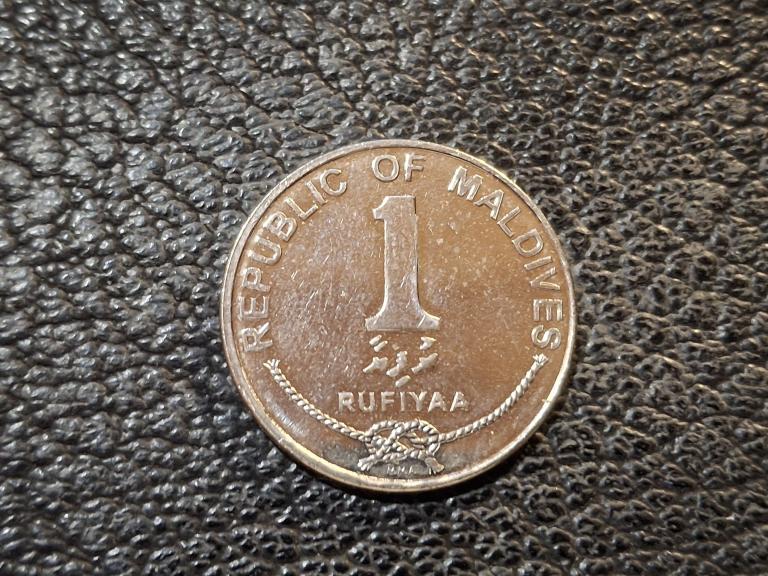 REPUBLIC OF MALDIVES
1
ރުފިޔާ
RUFIYAA